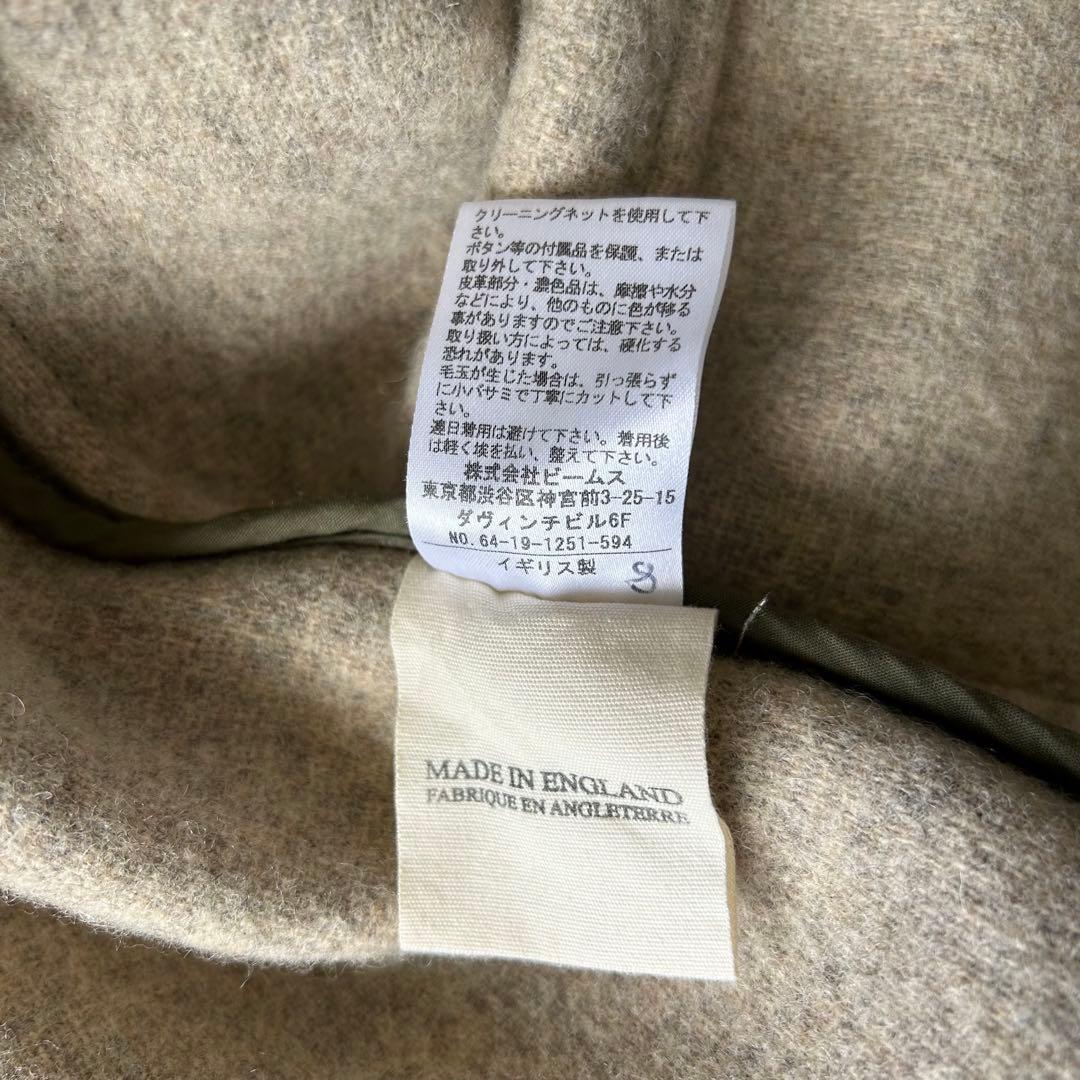 クリーニングネットを使用して下
さい。
ボタン等の付属品を保護、または
取り外して下さい。
皮革部分・濃色品は、摩擦や水分
などにより、他のものに色が移る
事がありますのでご注意下さい。
取り扱い方によっては、硬化する
恐れがあります。
毛玉が生じた場合は、引っ張らず
に小バサミで丁寧にカットして下
さい。
連日着用は避けて下さい。着用後
は軽く埃を払い、整えて下さい。
株式会社ビームス
東京都渋谷区神宮前3-25-15
ダヴィンチビル6F
NO.64-19-1251-594
イギリス製
MADE IN ENGLAND
FABRIQUE EN ANGLETERRE